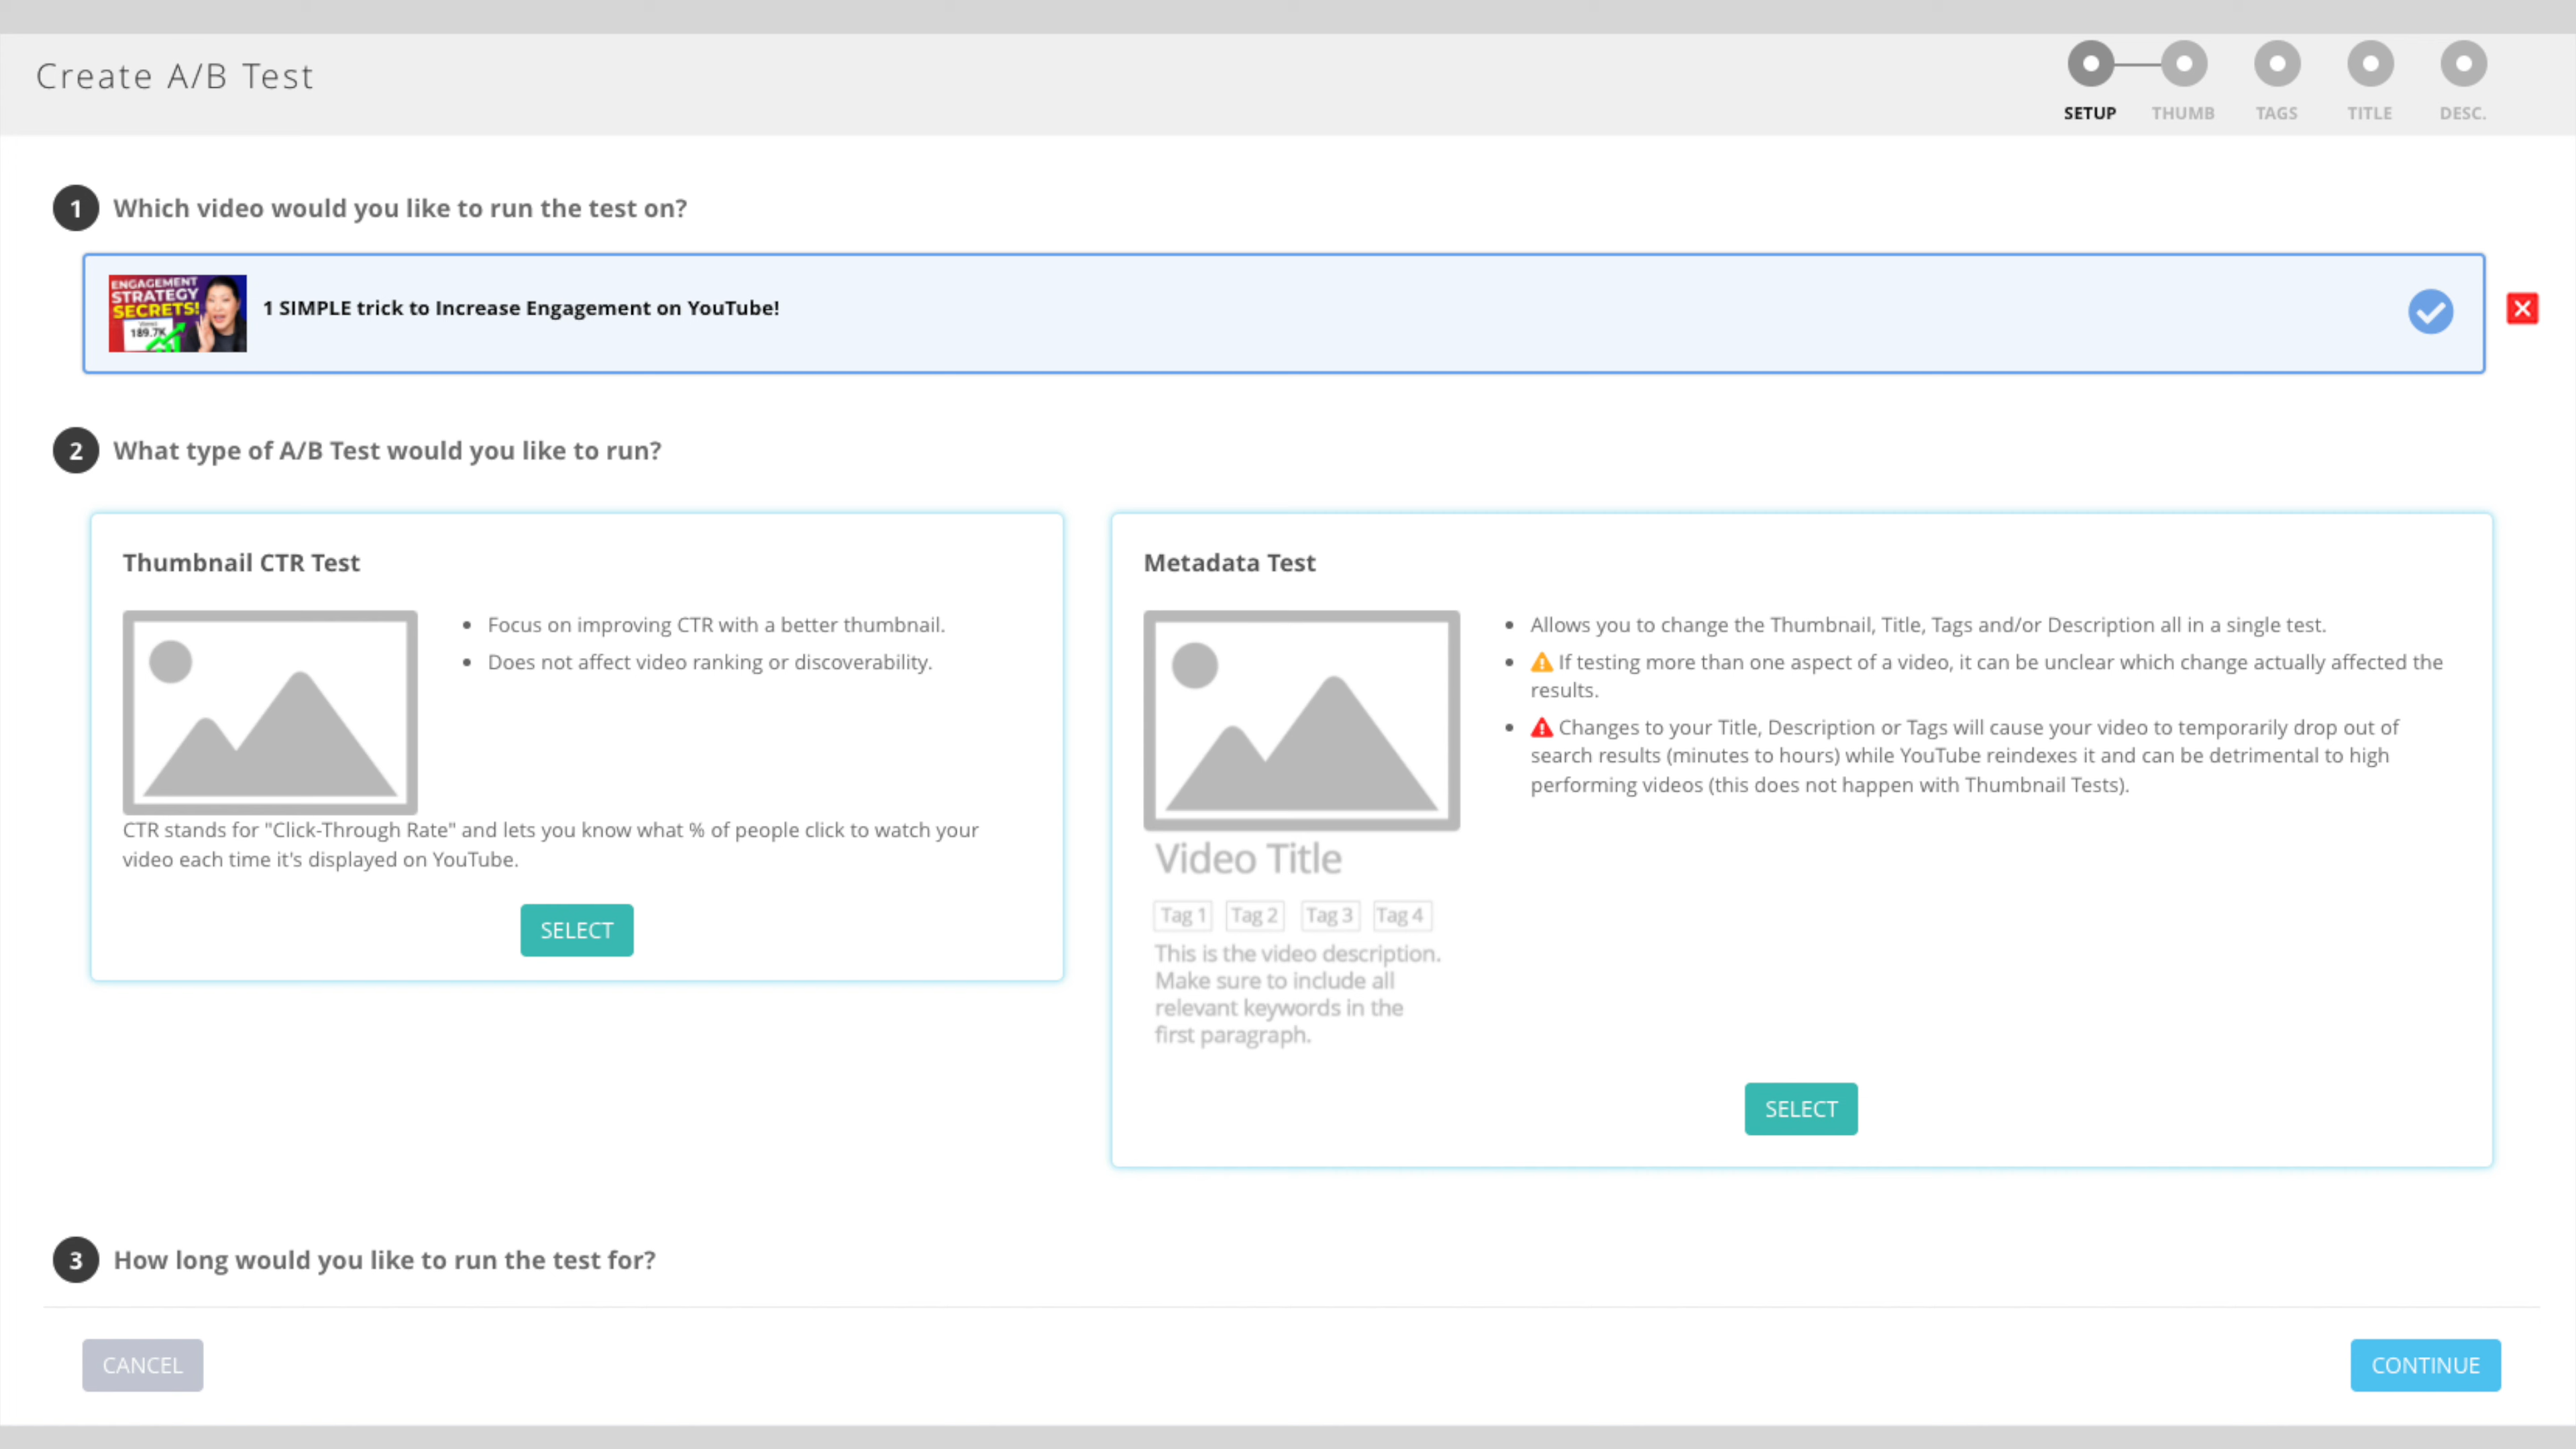 Create A/B Test
SETUP THUMB TAGS TITLE DESC.
1 Which video would you like to run the test on?
ENGAGEMENT
STRATEGY
SECRETS!
189.7K
1 SIMPLE trick to Increase Engagement on YouTube!
2 What type of A/B Test would you like to run?
Thumbnail CTR Test
• Focus on improving CTR with a better thumbnail.
• Does not affect video ranking or discoverability.
CTR stands for "Click-Through Rate" and lets you know what % of people click to watch your
video each time it's displayed on YouTube.
SELECT
Metadata Test
• Allows you to change the Thumbnail, Title, Tags and/or Description all in a single test.
• If testing more than one aspect of a video, it can be unclear which change actually affected the
results.
• Changes to your Title, Description or Tags will cause your video to temporarily drop out of
search results (minutes to hours) while YouTube reindexes it and can be detrimental to high
performing videos (this does not happen with Thumbnail Tests).
Video Title
Tag 1 Tag 2 Tag 3 Tag 4
This is the video description.
Make sure to include all
relevant keywords in the
first paragraph.
SELECT
3 How long would you like to run the test for?
CANCEL
CONTINUE